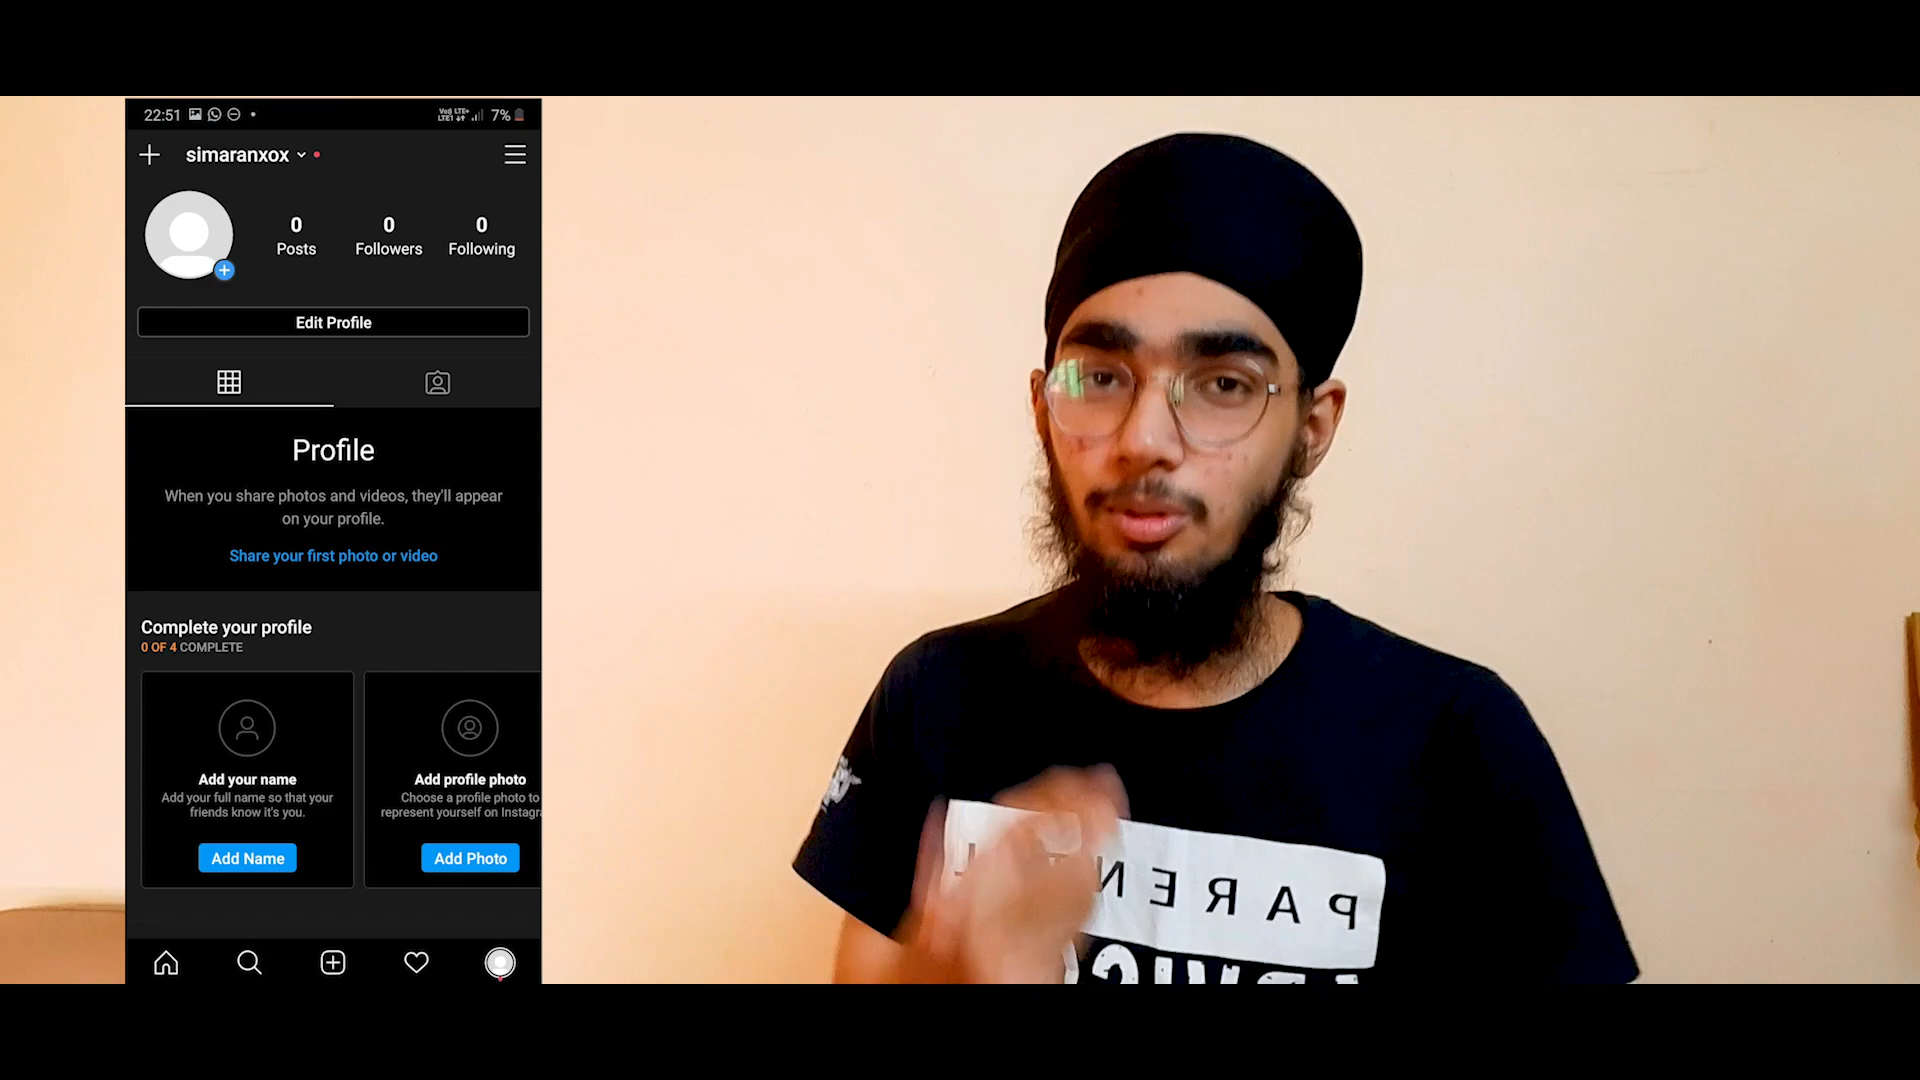 22:51
7%
simaranxox
0 0 0
Posts Followers Following
Edit Profile
Profile
When you share photos and videos, they'll appear
on your profile.
Share your first photo or video
Complete your profile
0 OF 4 COMPLETE
Add your name
Add your full name so that your
friends know it's you.
Add Name
Add profile photo
Choose a profile photo to
represent yourself on Instagra
Add Photo
PAREN